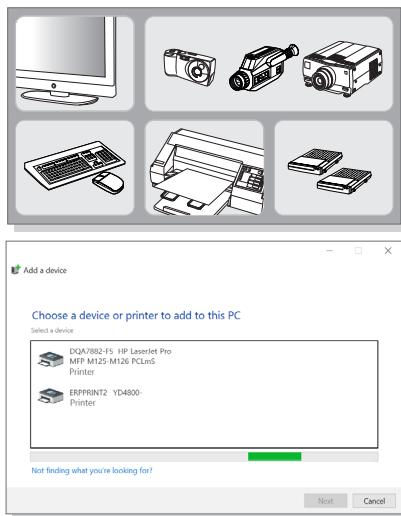 Add a device
Choose a device or printer to add to this PC
Select a device
DQA7882-F5 HP LaserJet Pro
MFP M125-M126 PCLmS
Printer
ERPPRINT2 YD4800-
Printer
Not finding what you're looking for?
Next Cancel